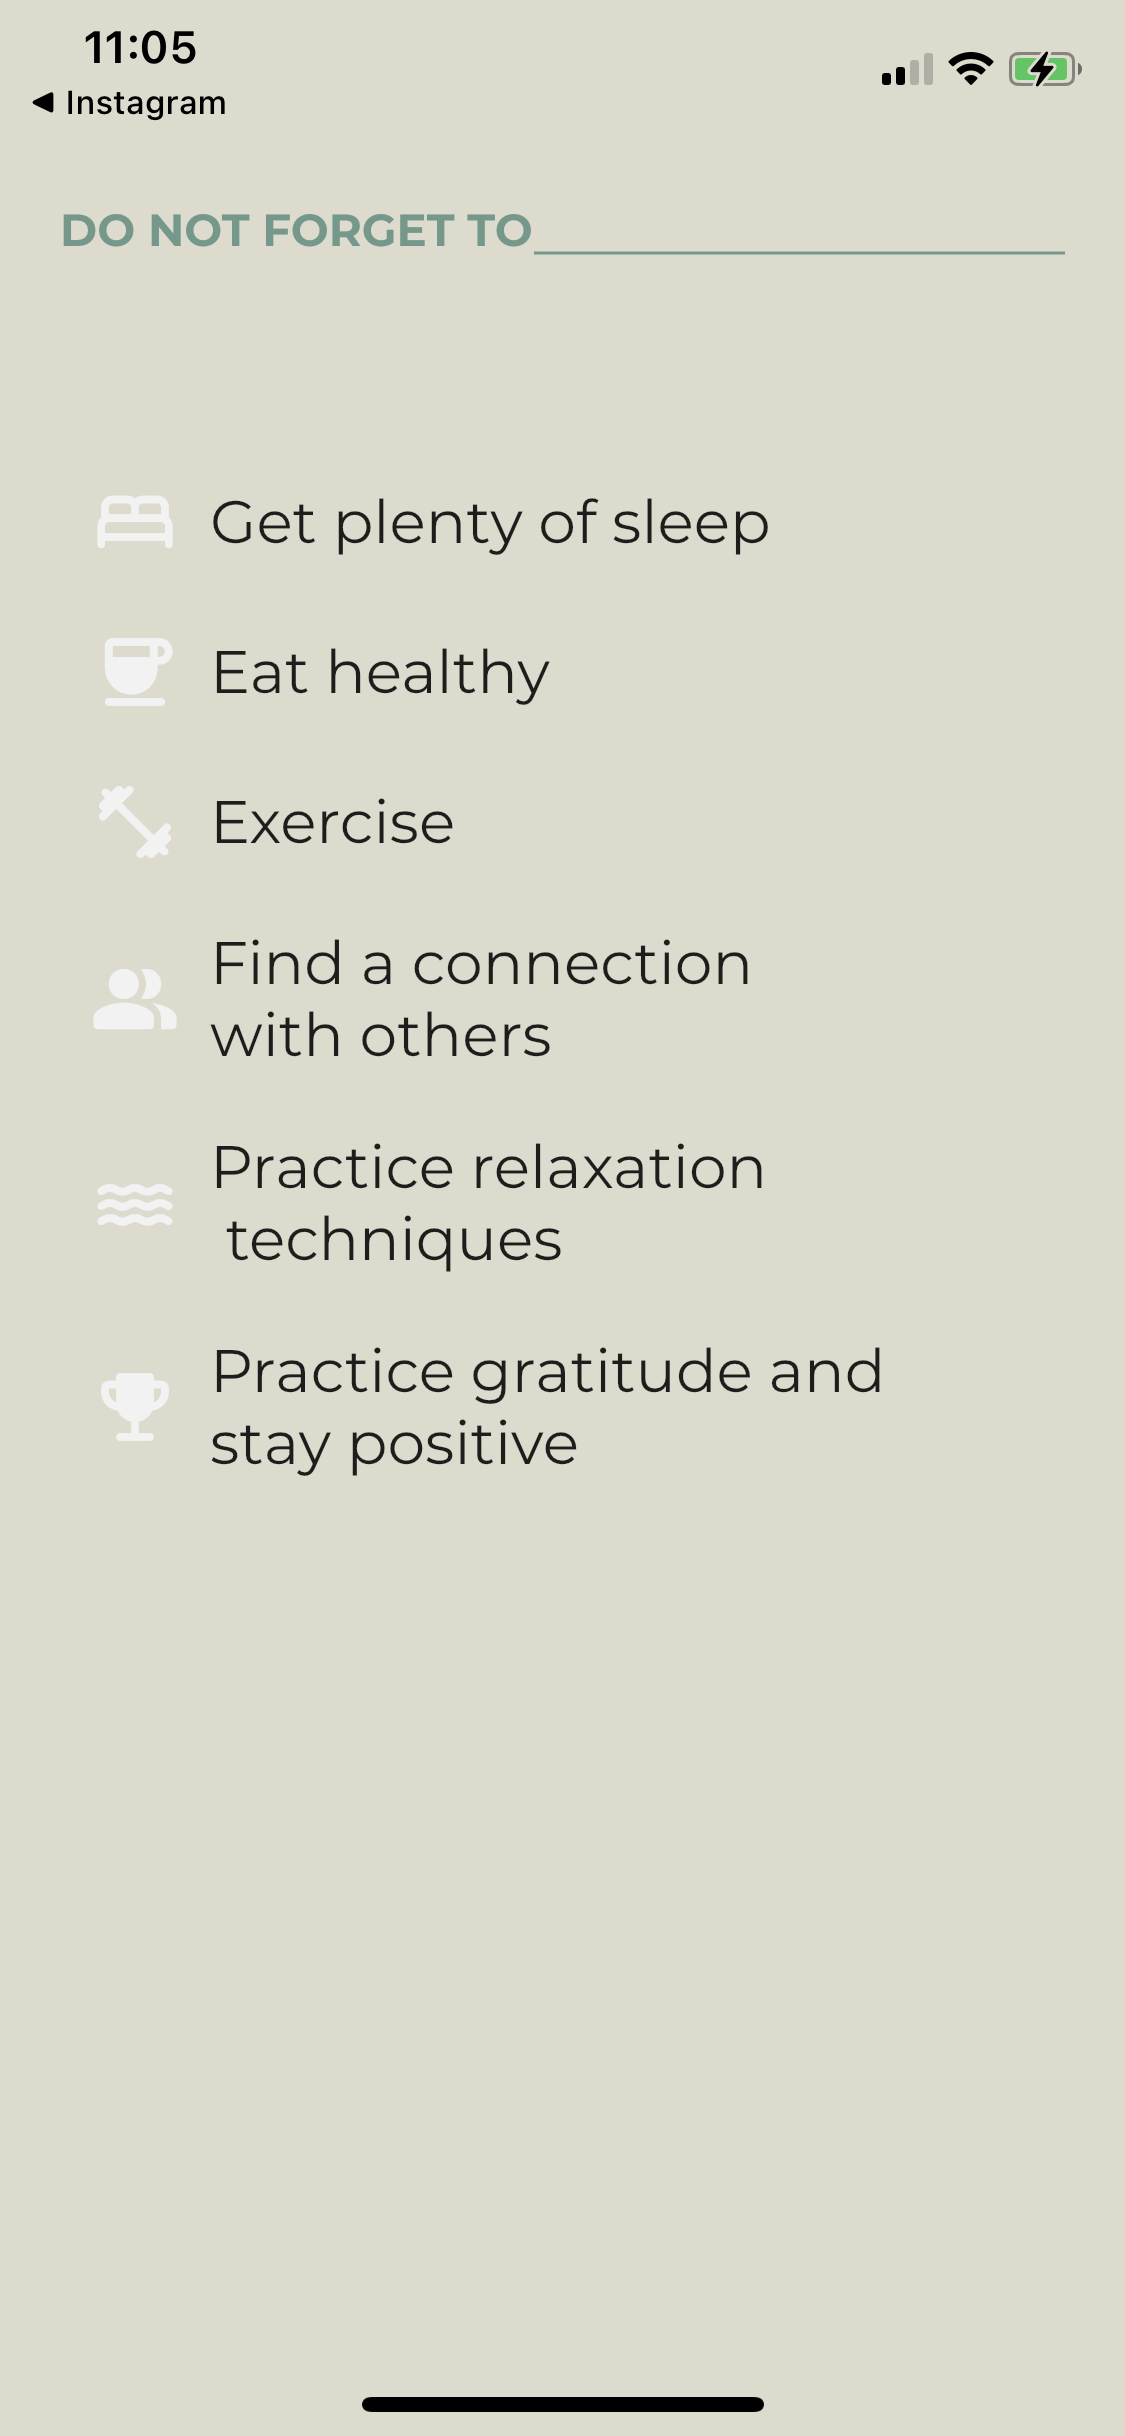 11:05
Instagram
DO NOT FORGET TO
Get plenty of sleep
Eat healthy
Exercise
Find a connection
with others
Practice relaxation
techniques
Practice gratitude and
stay positive